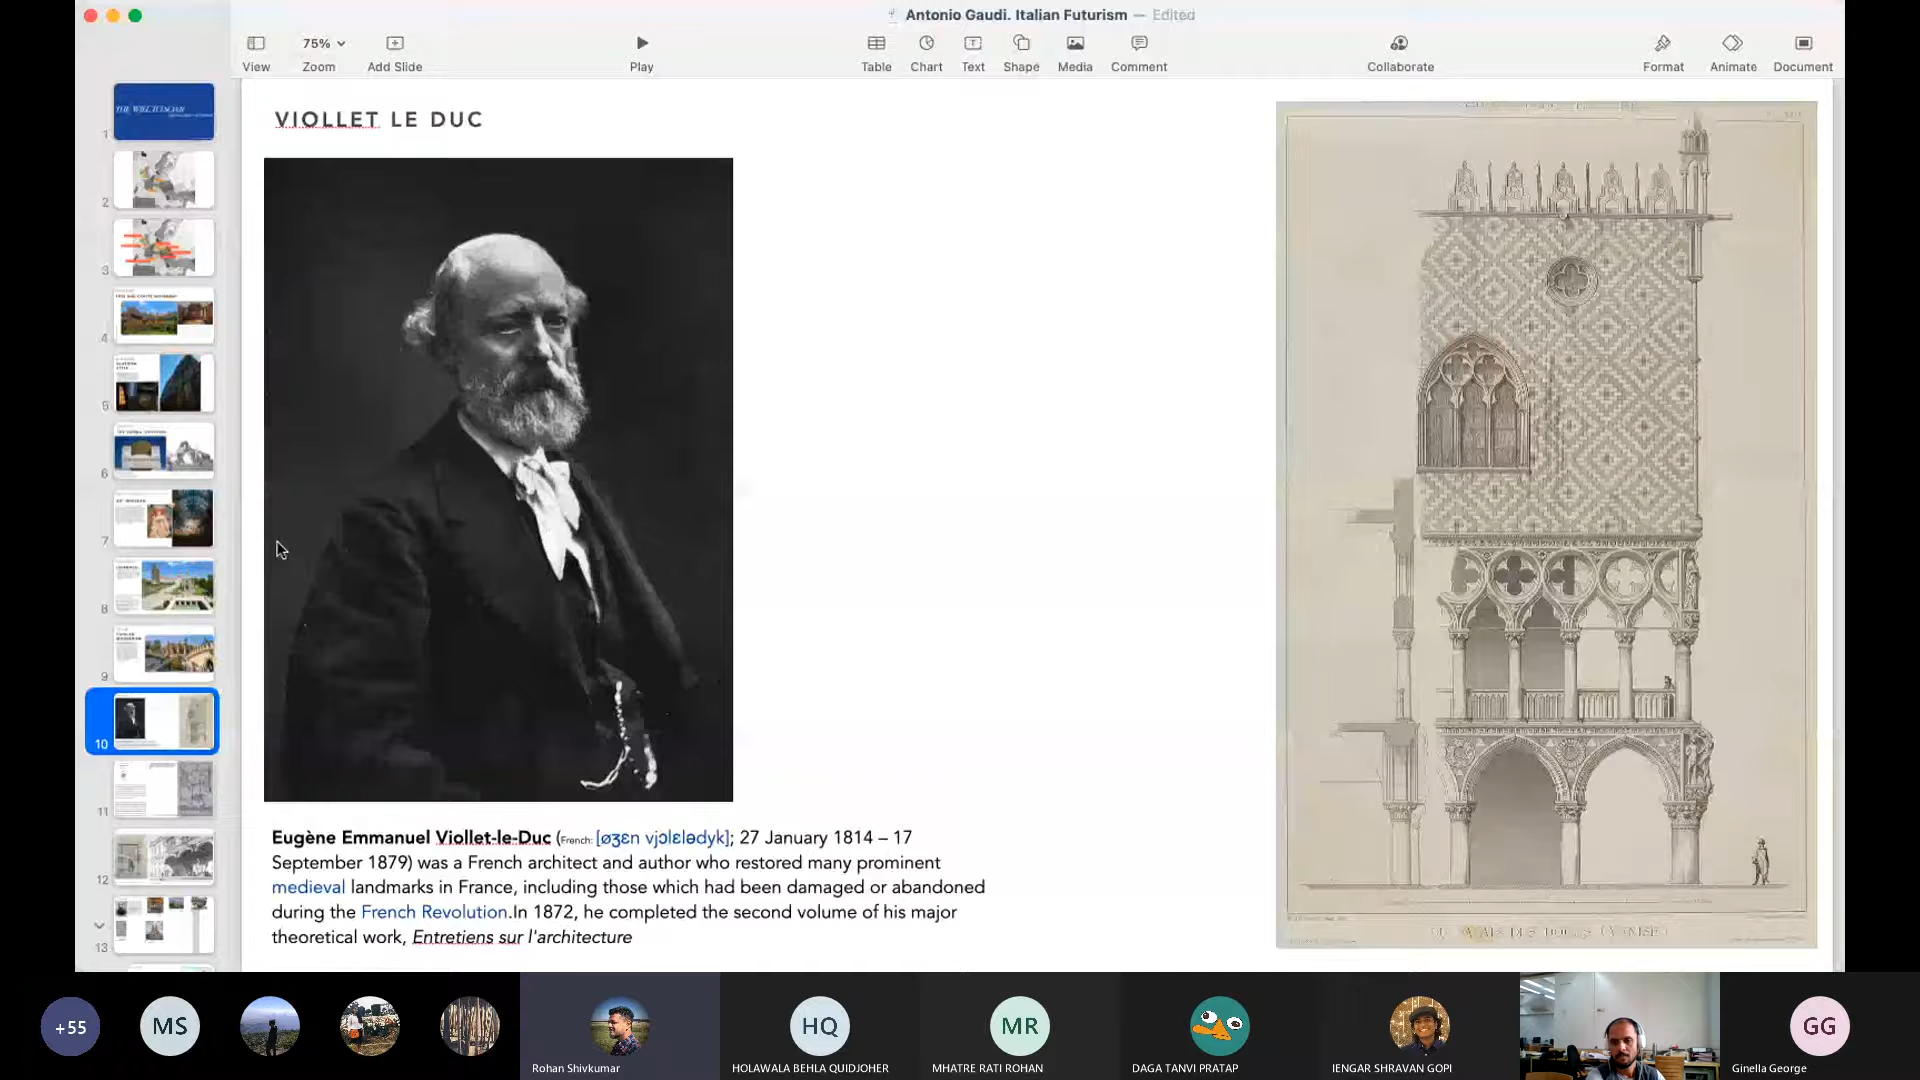 Antonio Gaudi. Italian Futurism — Edited
75%
View
Zoom
Add Slide
Play
Table
Chart
Text
Shape
Media
Comment
Collaborate
Format
Animate
Document
1
2
3
4
5
6
7
8
9
10
11
12
13
VIOLLET LE DUC
Eugène Emmanuel Viollet-le-Duc (French: [øʒɛn vjɔlɛlədyk]; 27 January 1814 – 17
September 1879) was a French architect and author who restored many prominent
medieval landmarks in France, including those which had been damaged or abandoned
during the French Revolution.In 1872, he completed the second volume of his major
theoretical work, Entretiens sur l'architecture
+55
MS
HQ
MR
GG
Rohan Shivkumar
HOLAWALA BEHLA QUIDJOHER
MHATRE RATI ROHAN
DAGA TANVI PRATAP
IENGAR SHRAVAN GOPI
Ginella George